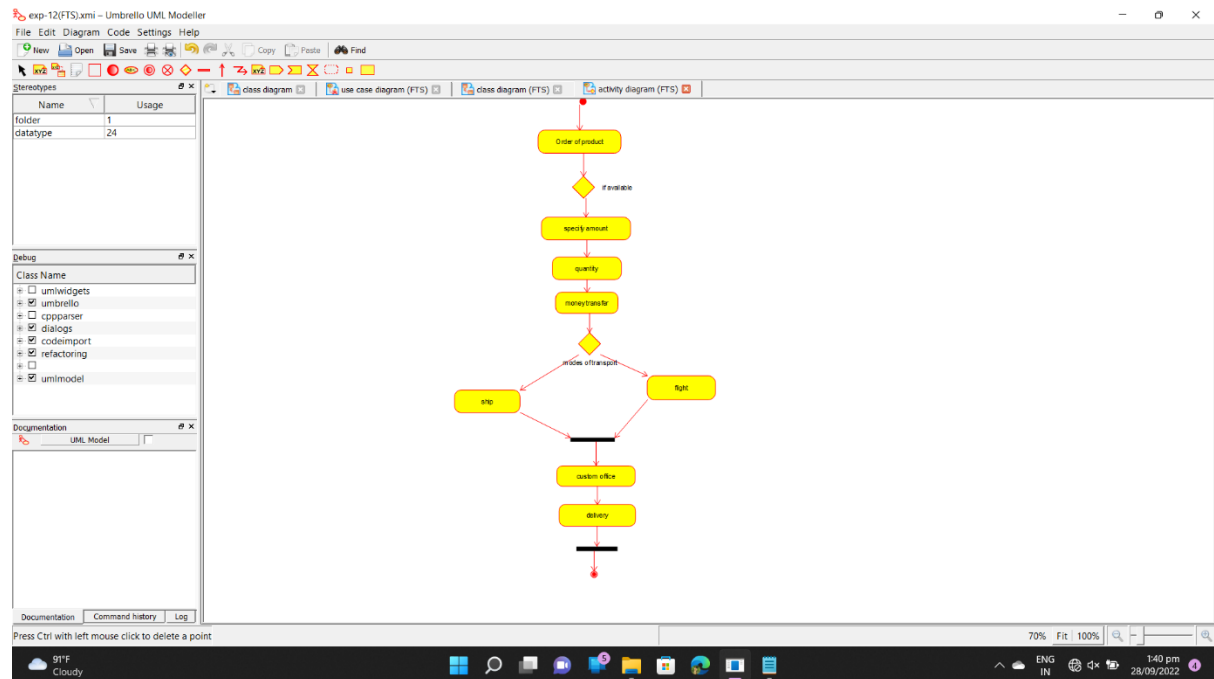 exp-12(FTS).xmi – Umbrello UML Modeller
File Edit Diagram Code Settings Help
New Open Save Copy Paste Find
Stereotypes
class diagram use case diagram (FTS) class diagram (FTS) activity diagram (FTS)
Name Usage
folder 1
datatype 24
Debug
Class Name
umlwidgets
umbrello
cppparser
dialogs
codeimport
refactoring
umlmodel
Documentation
UML Model
Order of product
if available
specify amount
quantity
money transfer
modes of transport
ship
flight
custom office
delivery
Documentation Command history Log
Press Ctrl with left mouse click to delete a point
70% Fit 100%
91°F
Cloudy
5
ENG
IN
1:40 pm
28/09/2022
4